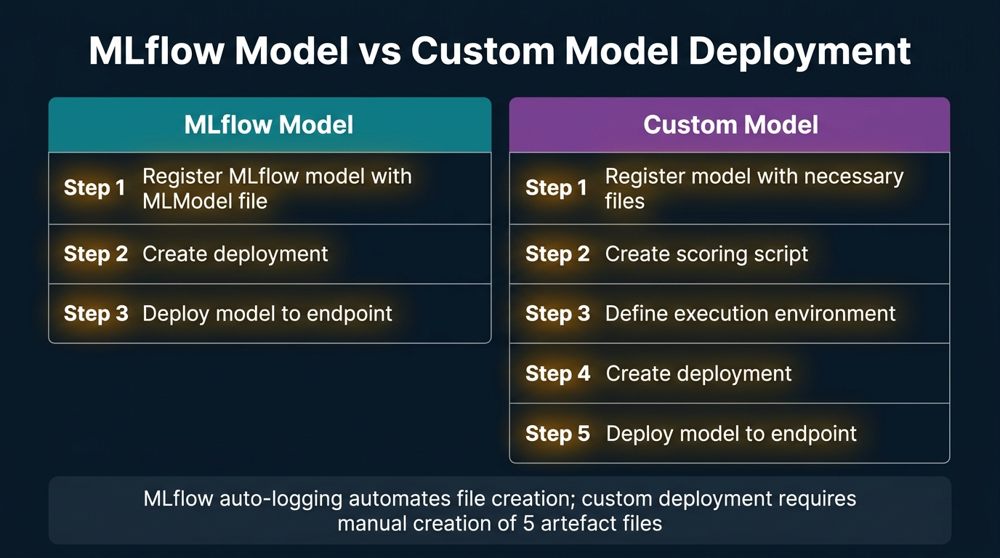 MLflow Model vs Custom Model Deployment
MLflow Model
Step 1 Register MLflow model with
MLModel file
Step 2 Create deployment
Step 3 Deploy model to endpoint
Custom Model
Step 1 Register model with necessary
files
Step 2 Create scoring script
Step 3 Define execution environment
Step 4 Create deployment
Step 5 Deploy model to endpoint
MLflow auto-logging automates file creation; custom deployment requires
manual creation of 5 artefact files